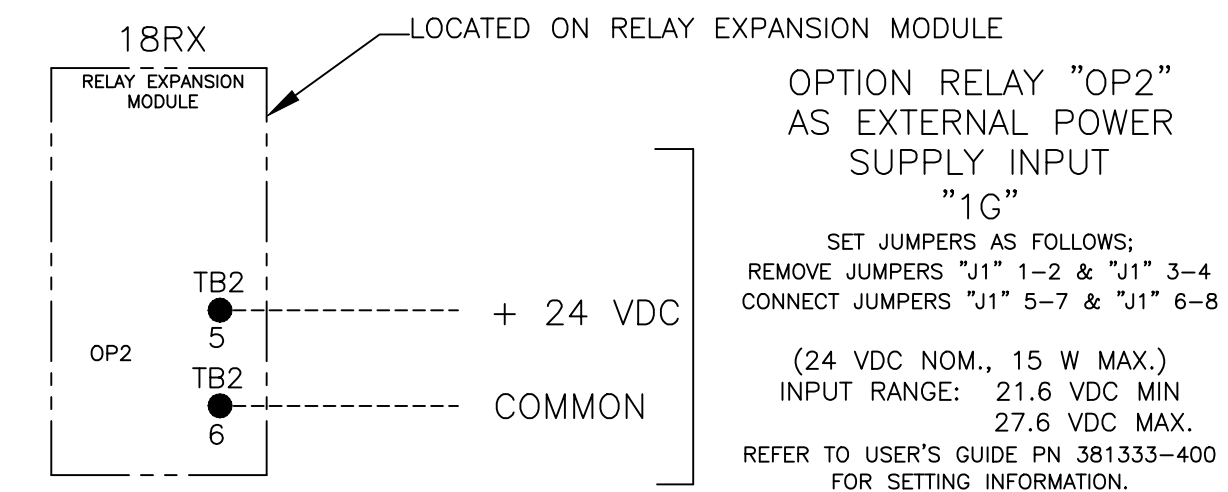 18RX
LOCATED ON RELAY EXPANSION MODULE
RELAY EXPANSION
MODULE
OP2
TB2
5
TB2
6
+ 24 VDC
COMMON
OPTION RELAY "OP2"
AS EXTERNAL POWER
SUPPLY INPUT
"1G"
SET JUMPERS AS FOLLOWS;
REMOVE JUMPERS "J1" 1-2 & "J1" 3-4
CONNECT JUMPERS "J1" 5-7 & "J1" 6-8
(24 VDC NOM., 15 W MAX.)
INPUT RANGE: 21.6 VDC MIN
27.6 VDC MAX.
REFER TO USER'S GUIDE PN 381333-400
FOR SETTING INFORMATION.